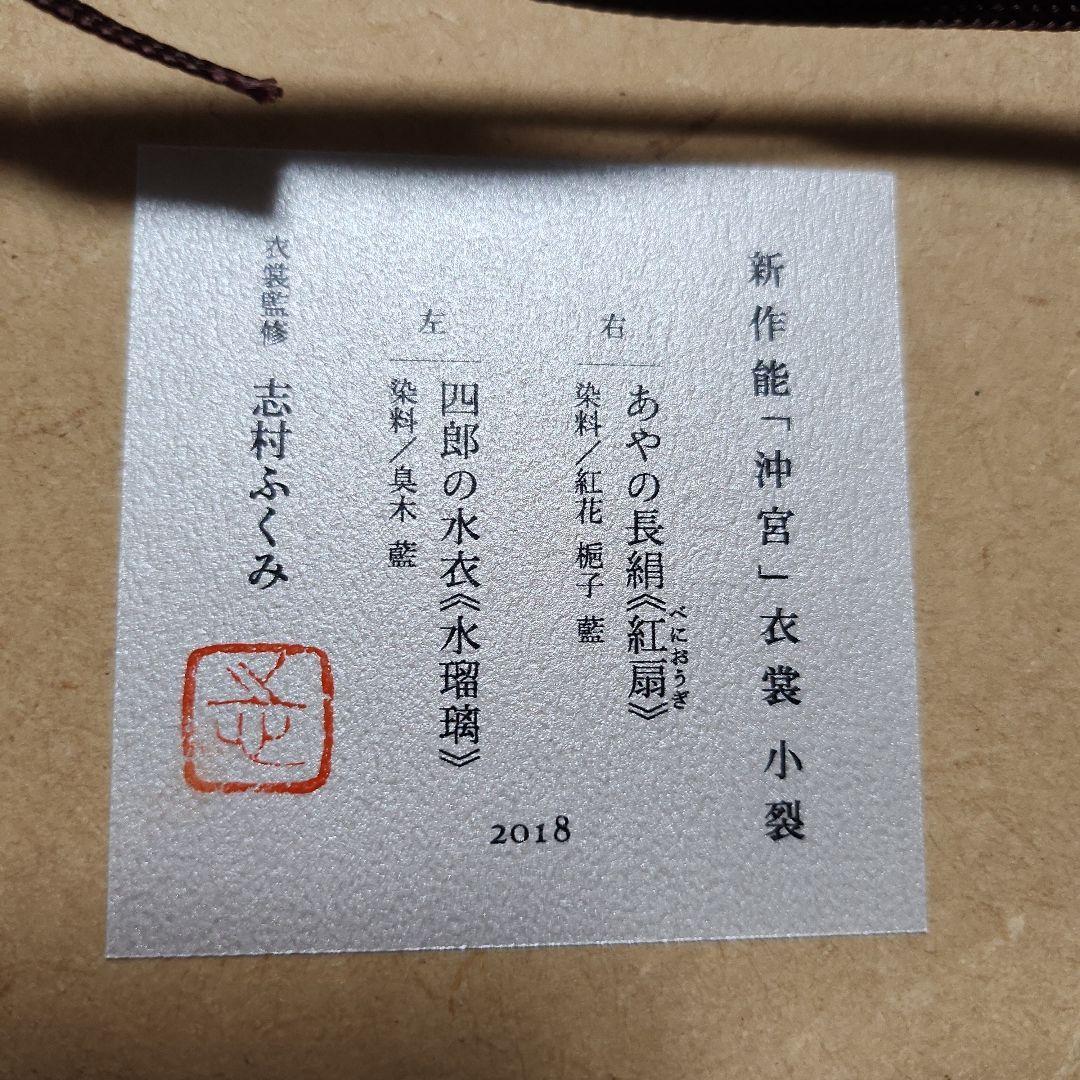 新作能「沖宮」衣裳 小裂
右
あやの長絹《紅扇》
べにおうぎ
染料／紅花 梔子 藍
左
四郎の水衣《水瑠璃》
染料／臭木 藍
衣裳監修 志村ふくみ
2018